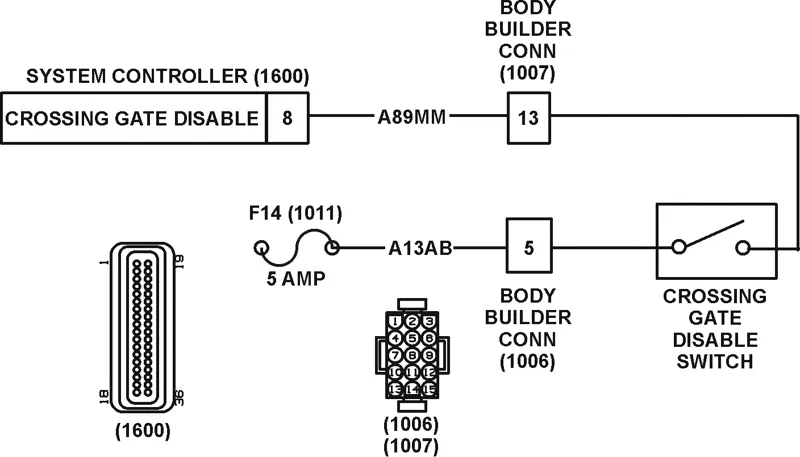 BODY
BUILDER
CONN
(1007)
SYSTEM CONTROLLER (1600)
CROSSING GATE DISABLE 8 A89MM 13
F14 (1011)
5 AMP
A13AB 5
BODY
BUILDER
CONN
(1006)
CROSSING
GATE
DISABLE
SWITCH
1 19
18 36
(1600)
1 2 3
4 5 6
7 8 9
10 11 12
13 14 15
(1006)
(1007)